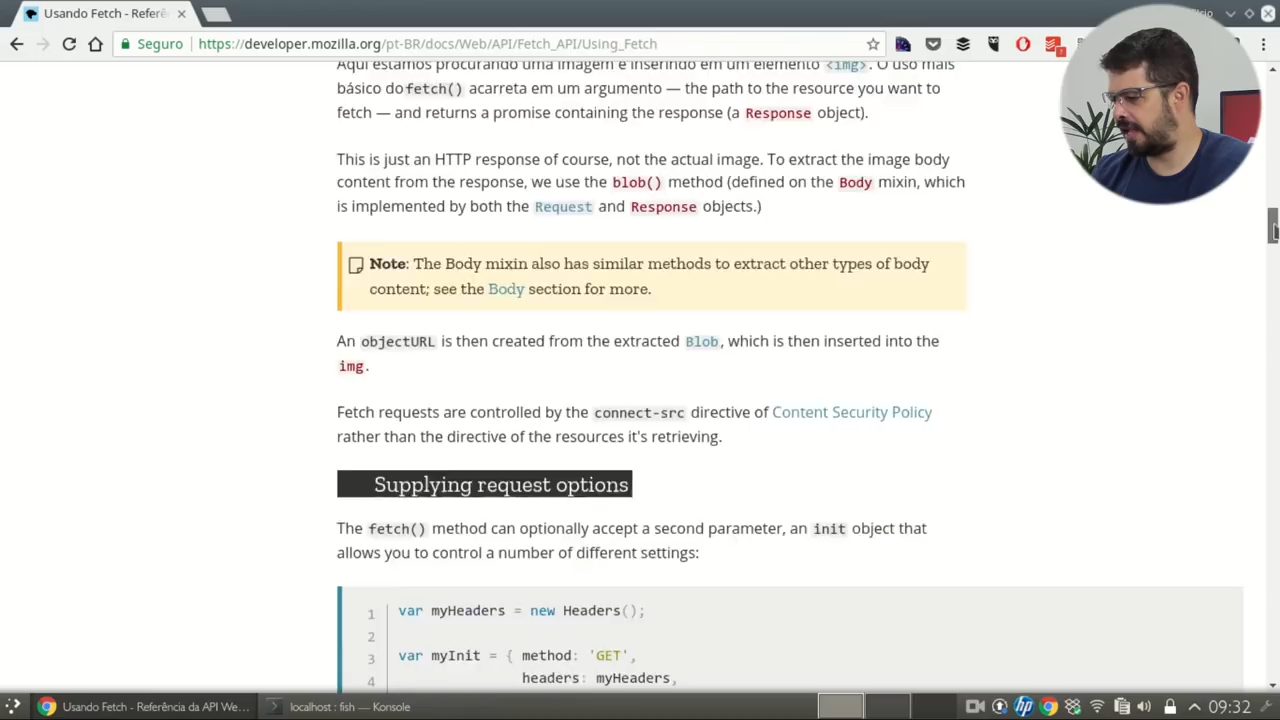 Usando Fetch - Referê
Seguro
https://developer.mozilla.org/pt-BR/docs/Web/API/Fetch_API/Using_Fetch
Aqui estamos procurando uma imagem e inserindo em um elemento <img>. O uso mais
básico do fetch() acarreta em um argumento — the path to the resource you want to
fetch — and returns a promise containing the response (a Response object).
This is just an HTTP response of course, not the actual image. To extract the image body
content from the response, we use the blob() method (defined on the Body mixin, which
is implemented by both the Request and Response objects.)
Note: The Body mixin also has similar methods to extract other types of body
content; see the Body section for more.
An objectURL is then created from the extracted Blob, which is then inserted into the
img.
Fetch requests are controlled by the connect-src directive of Content Security Policy
rather than the directive of the resources it's retrieving.
Supplying request options
The fetch() method can optionally accept a second parameter, an init object that
allows you to control a number of different settings:
1 var myHeaders = new Headers();
2
3 var myInit = { method: 'GET',
4 headers: myHeaders,
Usando Fetch - Referência da API We...
localhost : fish — Konsole
hp
09:32